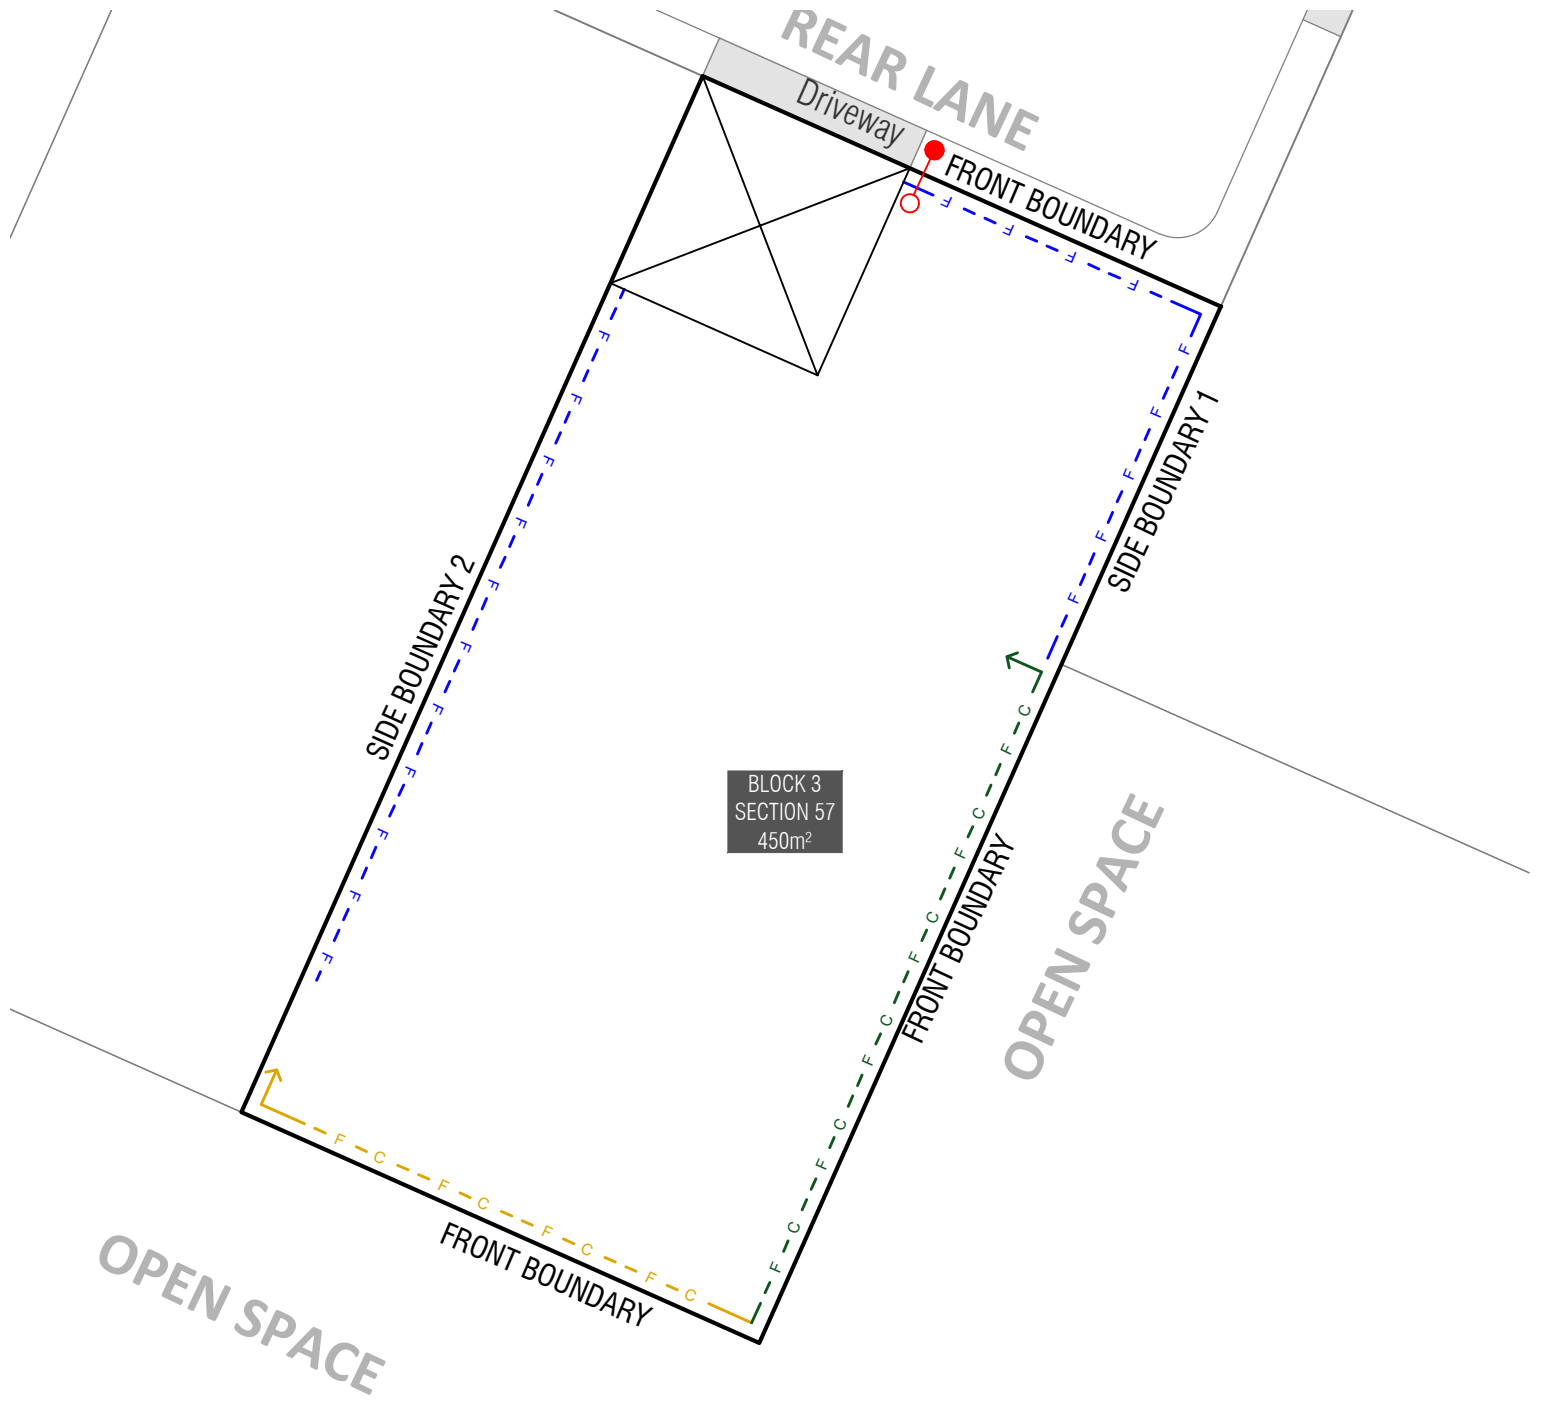 REAR LANE
Driveway
FRONT BOUNDARY
F F F F
F F F F F
SIDE BOUNDARY 1
F F F F F F F F F F F
SIDE BOUNDARY 2
BLOCK 3
SECTION 57
450m²
C F C F C F C F C F C F
FRONT BOUNDARY
OPEN SPACE
F C F C F C F C
FRONT BOUNDARY
OPEN SPACE